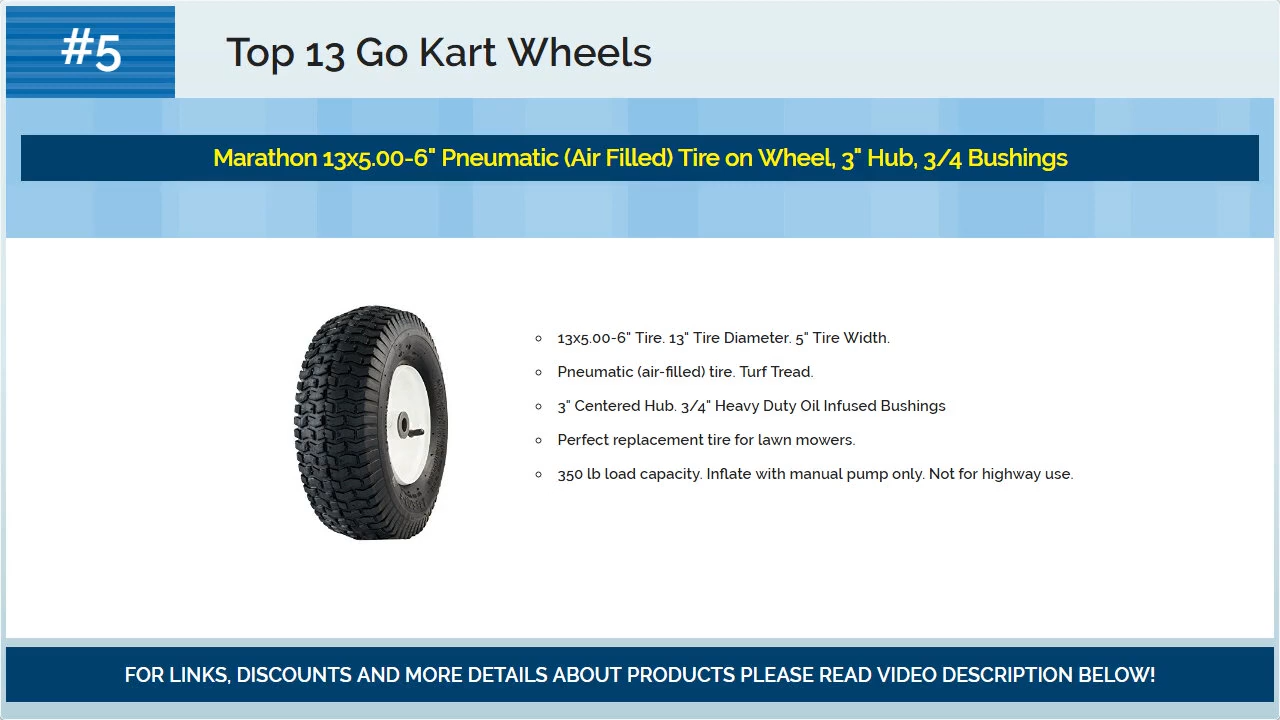 #5
Top 13 Go Kart Wheels
Marathon 13x5.00-6" Pneumatic (Air Filled) Tire on Wheel, 3" Hub, 3/4 Bushings
13x5.00-6" Tire. 13" Tire Diameter. 5" Tire Width.
Pneumatic (air-filled) tire. Turf Tread.
3" Centered Hub. 3/4" Heavy Duty Oil Infused Bushings
Perfect replacement tire for lawn mowers.
350 lb load capacity. Inflate with manual pump only. Not for highway use.
FOR LINKS, DISCOUNTS AND MORE DETAILS ABOUT PRODUCTS PLEASE READ VIDEO DESCRIPTION BELOW!